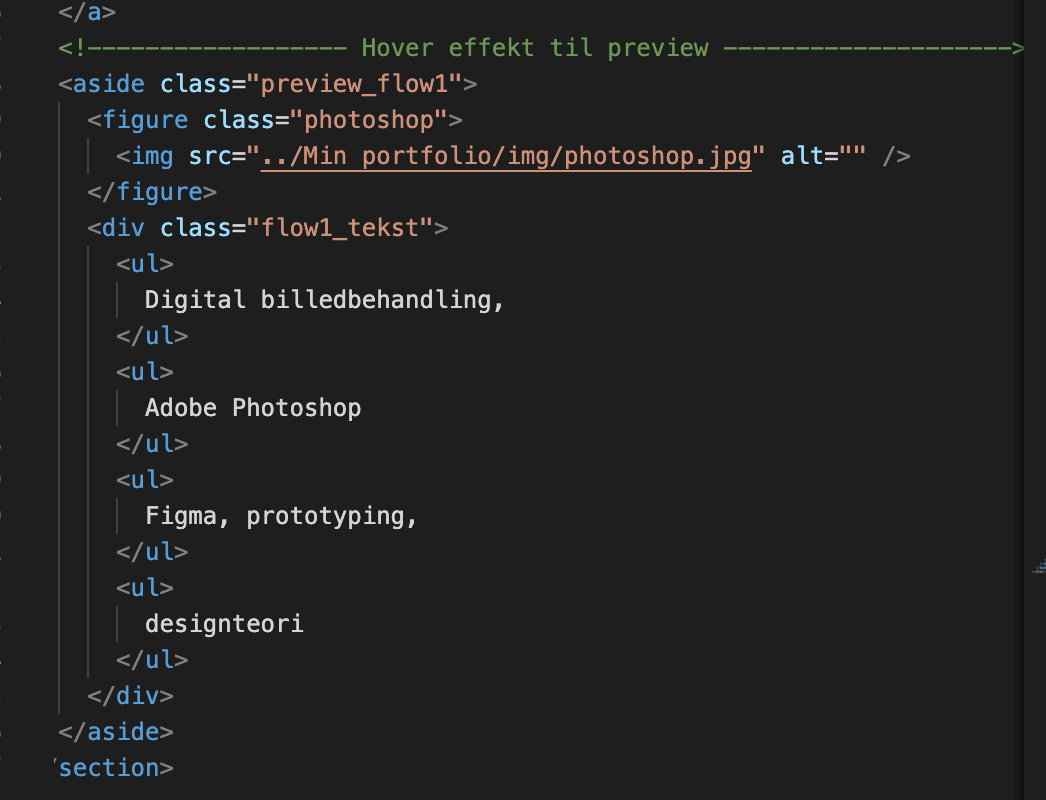 </a>
<!------------------ Hover effekt til preview -------------------->
<aside class="preview_flow1">
<figure class="photoshop">
<img src="../Min portfolio/img/photoshop.jpg" alt="" />
</figure>
<div class="flow1_tekst">
<ul>
Digital billedbehandling,
</ul>
<ul>
Adobe Photoshop
</ul>
<ul>
Figma, prototyping,
</ul>
<ul>
designteori
</ul>
</div>
</aside>
/section>